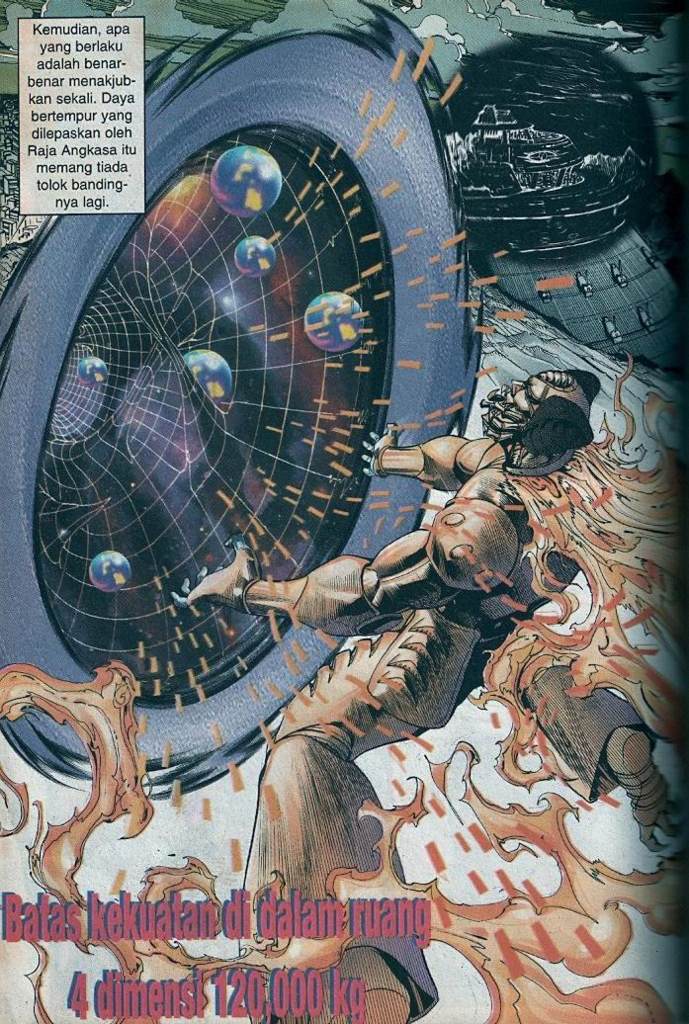 Kemudian, apa
yang berlaku
adalah benar-
benar menakjub-
kan sekali. Daya
bertempur yang
dilepaskan oleh
Raja Angkasa itu
memang tiada
tolok banding-
nya lagi.
Batas kekuatan di dalam ruang
4 dimensi 120,000 kg